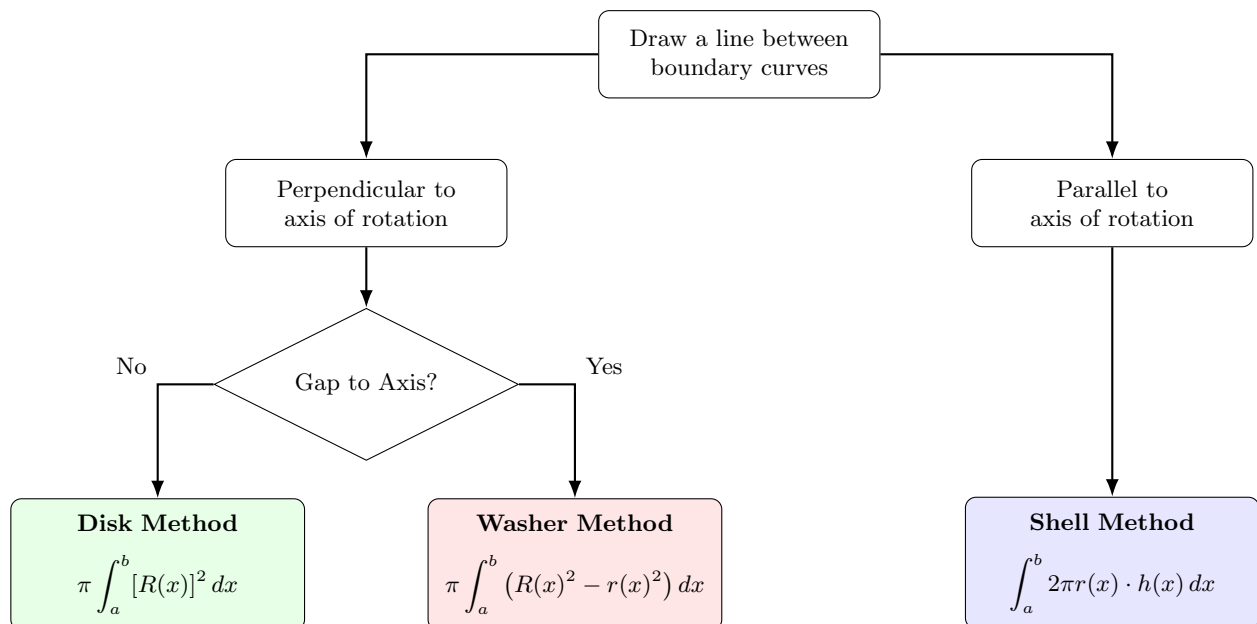 Draw a line between
boundary curves
Perpendicular to
axis of rotation
Parallel to
axis of rotation
Gap to Axis?
No
Yes
Disk Method
π∫_a^b [R(x)]² dx
Washer Method
π∫_a^b (R(x)² − r(x)²) dx
Shell Method
∫_a^b 2πr(x) · h(x) dx